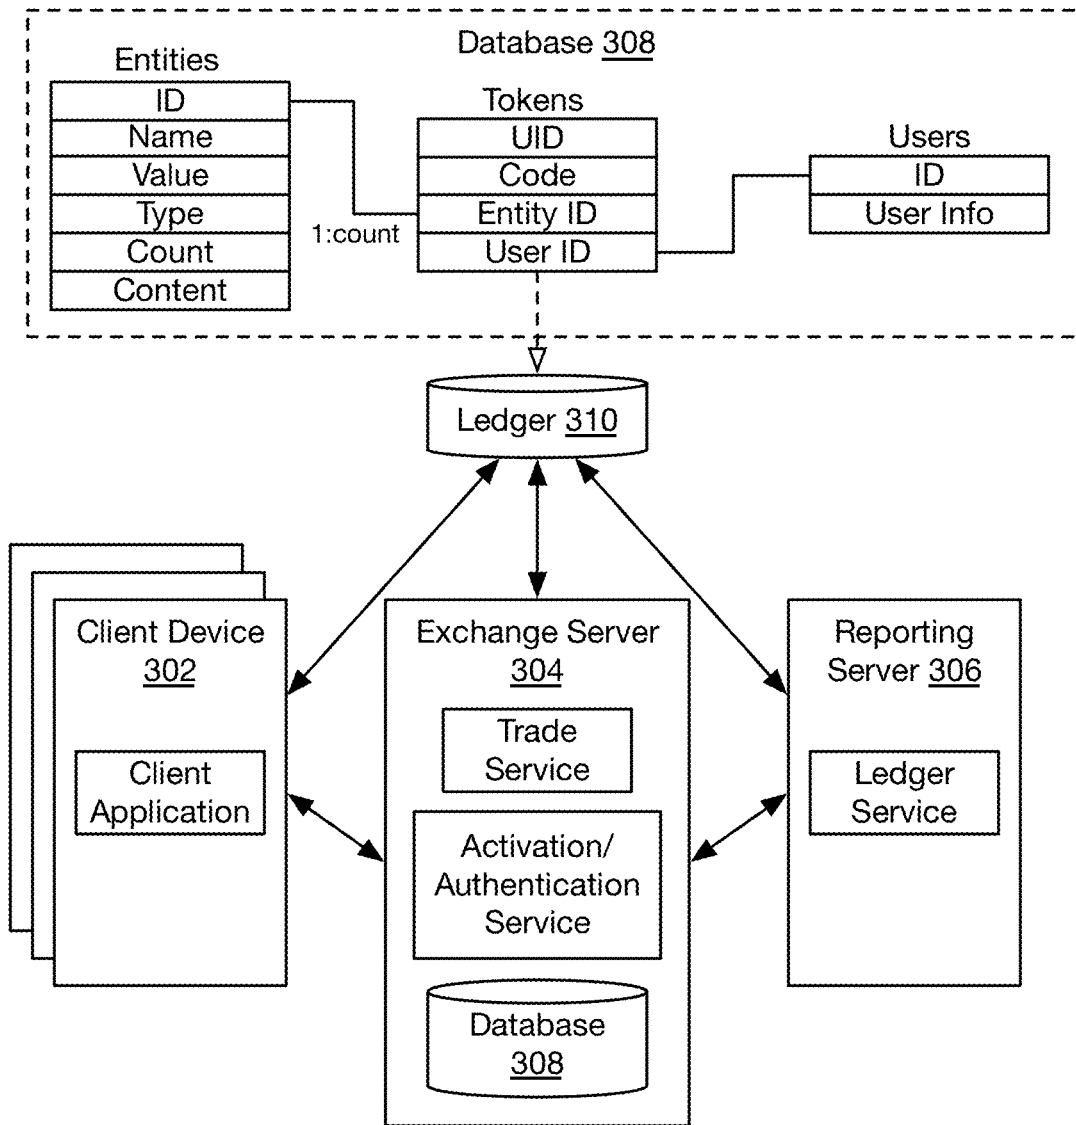 Database 308
Entities
ID
Name
Value
Type
Count
Content
1:count
Tokens
UID
Code
Entity ID
User ID
Users
ID
User Info
Ledger 310
Client Device
302
Client
Application
Exchange Server
304
Trade
Service
Activation/
Authentication
Service
Database
308
Reporting
Server 306
Ledger
Service